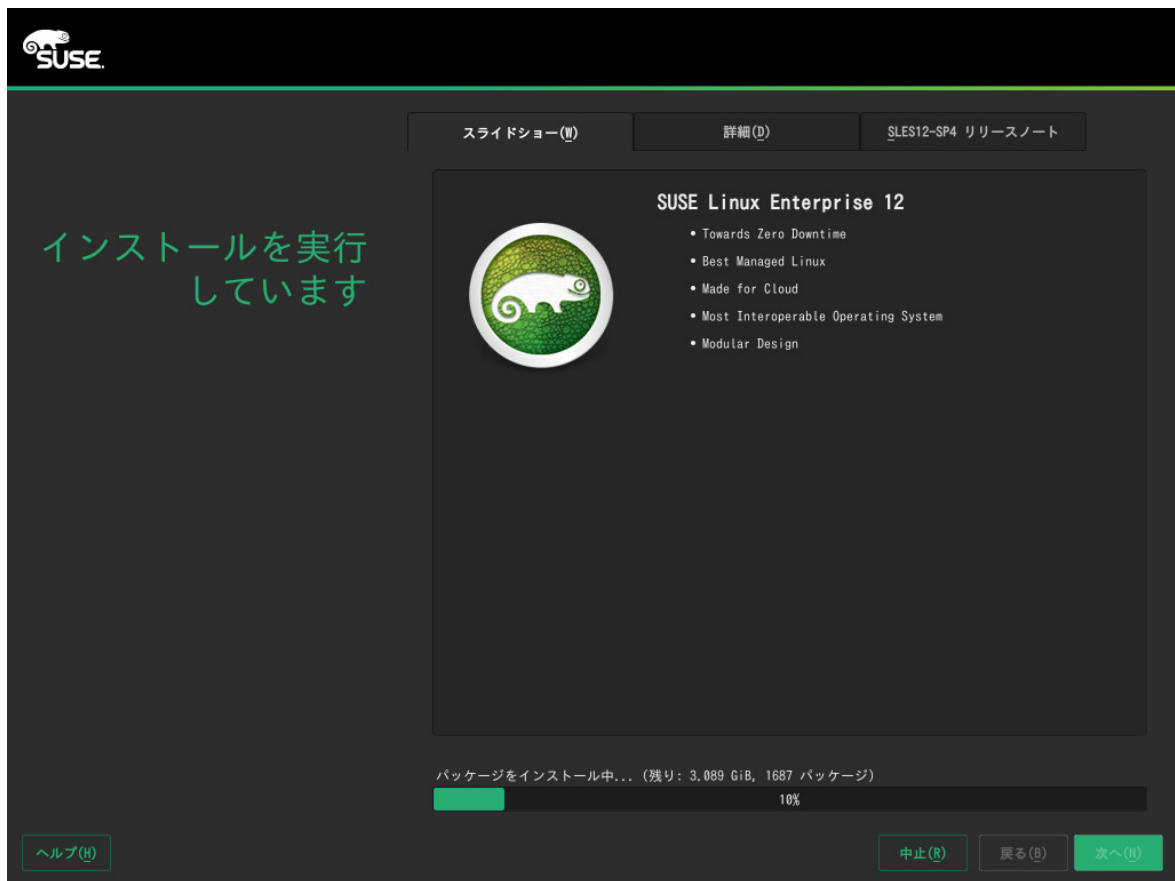 SUSE.
スライドショー(W)
詳細(D)
SLES12-SP4 リリースノート
インストールを実行
しています
SUSE Linux Enterprise 12
• Towards Zero Downtime
• Best Managed Linux
• Made for Cloud
• Most Interoperable Operating System
• Modular Design
パッケージをインストール中... (残り: 3.089 GiB, 1687 パッケージ)
10%
ヘルプ(H)
中止(R)
戻る(B)
次へ(N)